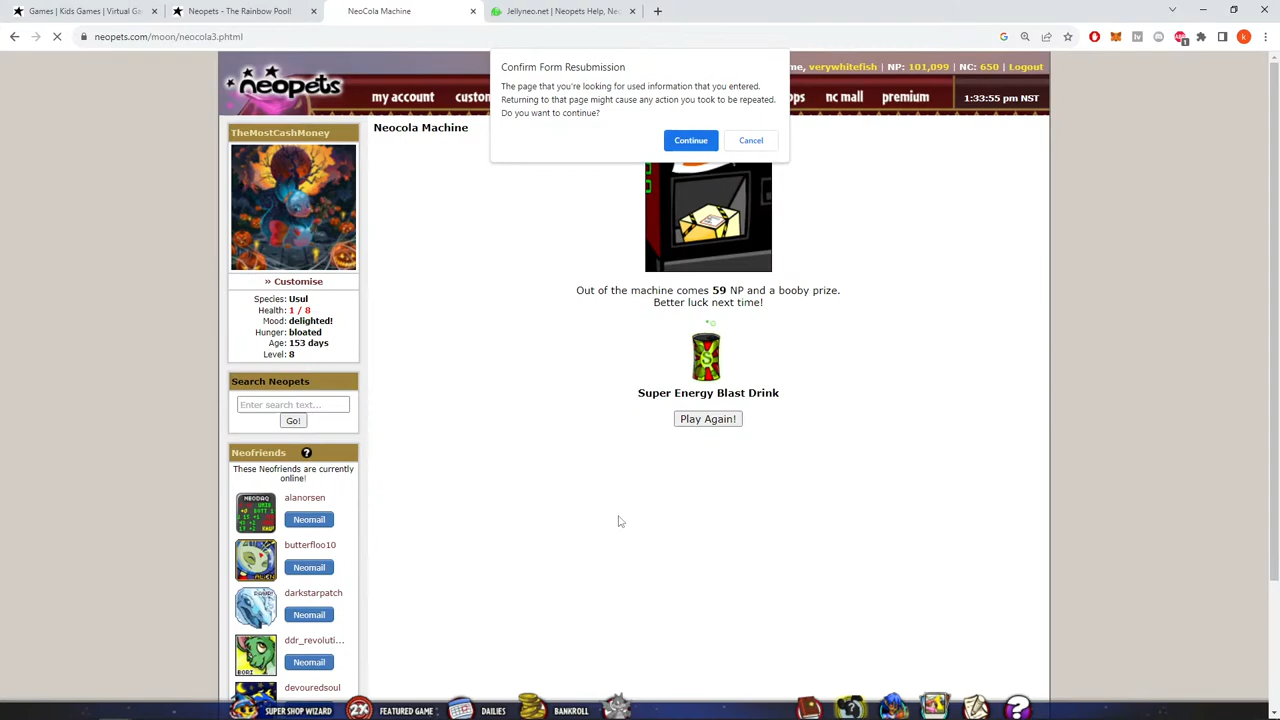 Games | Kids Games | Virtual G
Neopets - The Rainbow Pool!
NeoCola Machine
Jellyneo.net | Neopets Help, Ne
neopets.com/moon/neocola3.phtml
Confirm Form Resubmission
The page that you're looking for used information that you entered.
Returning to that page might cause any action you took to be repeated.
Do you want to continue?
Continue
Cancel
neopets
me, verywhitefish | NP: 101,099 | NC: 650 | Logout
my account
custom
ops
nc mall
premium
1:33:55 pm NST
TheMostCashMoney
» Customise
Species: Usul
Health: 1 / 8
Mood: delighted!
Hunger: bloated
Age: 153 days
Level: 8
Search Neopets
Enter search text...
Go!
Neofriends ?
These Neofriends are currently
online!
alanorsen
Neomail
butterfloo10
Neomail
darkstarpatch
Neomail
ddr_revoluti...
Neomail
devouredsoul
Neocola Machine
Out of the machine comes 59 NP and a booby prize.
Better luck next time!
Super Energy Blast Drink
Play Again!
SUPER SHOP WIZARD
2X
FEATURED GAME
DAILIES
BANKROLL